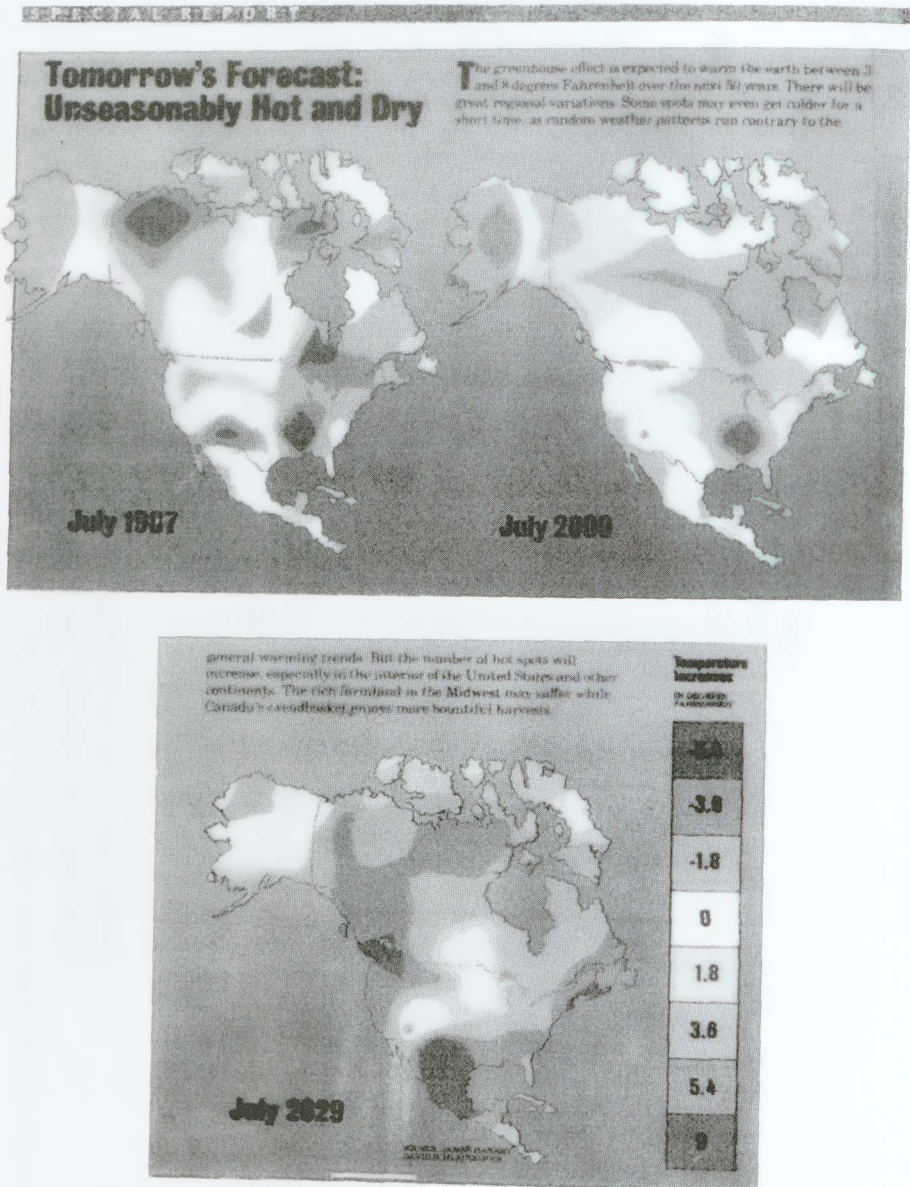 SPECIAL REPORT
Tomorrow's Forecast:
Unseasonably Hot and Dry
The greenhouse effect is expected to warm the earth between 3
and 8 degrees Fahrenheit over the next 50 years. There will be
great regional variations. Some spots may even get colder for a
short time, as random weather patterns run contrary to the
July 1987
July 2000
general warming trends. But the number of hot spots will
increase, especially in the interior of the United States and other
continents. The rich farmland in the Midwest may suffer while
Canada's breadbasket enjoys more bountiful harvests.
Temperature
Increases
IN DEGREES
FAHRENHEIT
-3.6
-1.8
0
1.8
3.6
5.4
9
July 2029